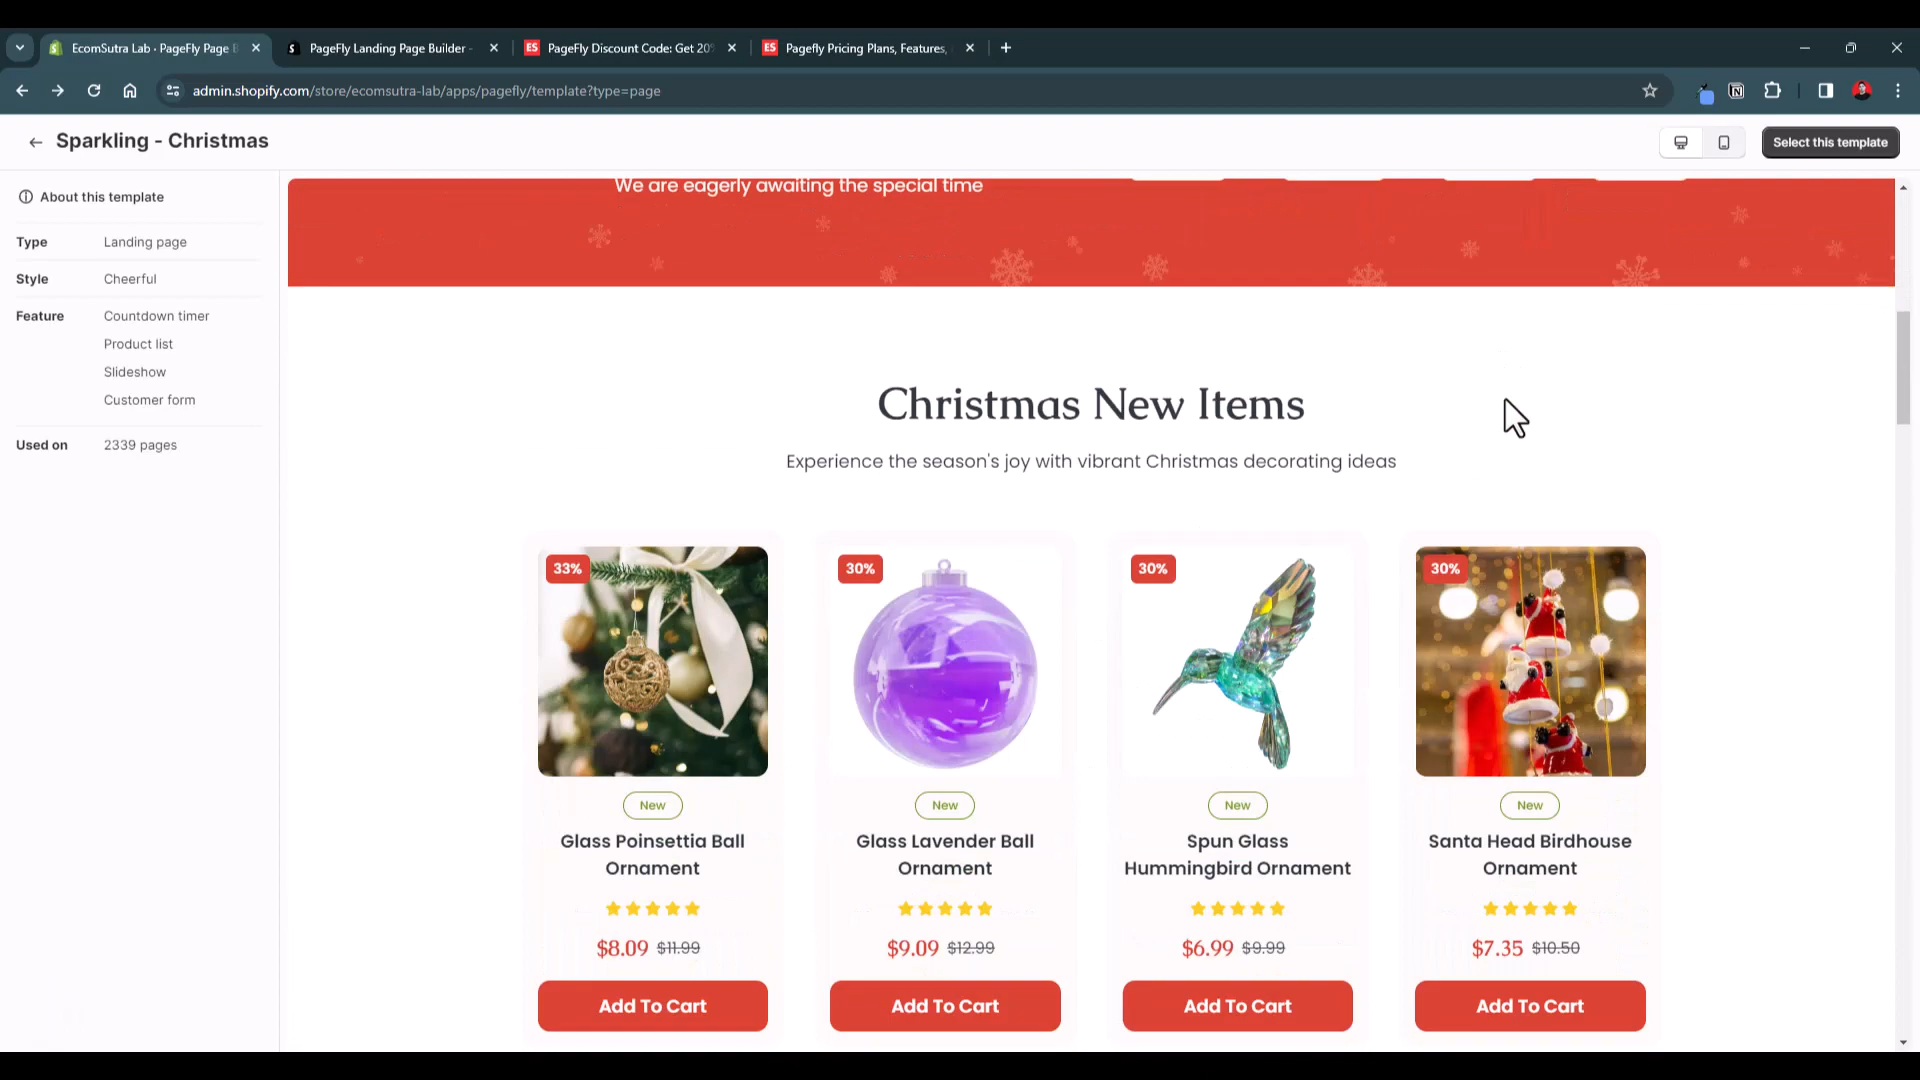 EcomSutra Lab · PageFly Page B
PageFly Landing Page Builder -
ES PageFly Discount Code: Get 20
ES Pagefly Pricing Plans, Features,
admin.shopify.com/store/ecomsutra-lab/apps/pagefly/template?type=page
Sparkling - Christmas
Select this template
About this template
Type Landing page
Style Cheerful
Feature Countdown timer
Product list
Slideshow
Customer form
Used on 2339 pages
We are eagerly awaiting the special time
Christmas New Items
Experience the season's joy with vibrant Christmas decorating ideas
33% 30% 30% 30%
New New New New
Glass Poinsettia Ball Glass Lavender Ball Spun Glass Santa Head Birdhouse
Ornament Ornament Hummingbird Ornament Ornament
$8.09 $11.99 $9.09 $12.99 $6.99 $9.99 $7.35 $10.50
Add To Cart Add To Cart Add To Cart Add To Cart